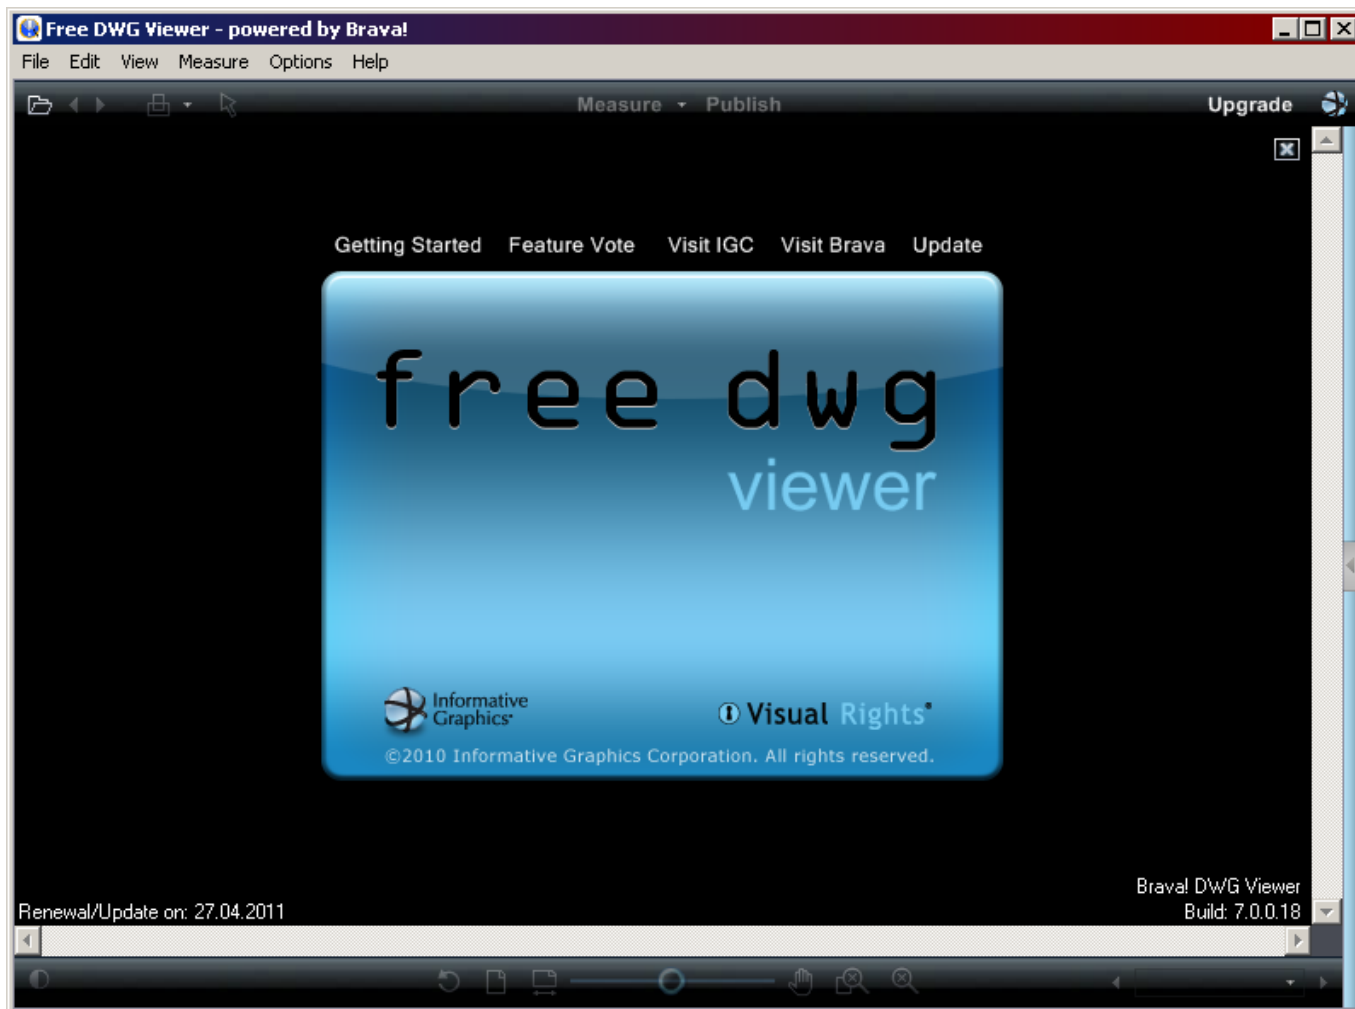 Free DWG Viewer - powered by Brava!
File Edit View Measure Options Help
Measure Publish Upgrade
Getting Started Feature Vote Visit IGC Visit Brava Update
free dwg
viewer
Informative
Graphics
Visual Rights®
©2010 Informative Graphics Corporation. All rights reserved.
Brava! DWG Viewer
Renewal/Update on: 27.04.2011 Build: 7.0.0.18